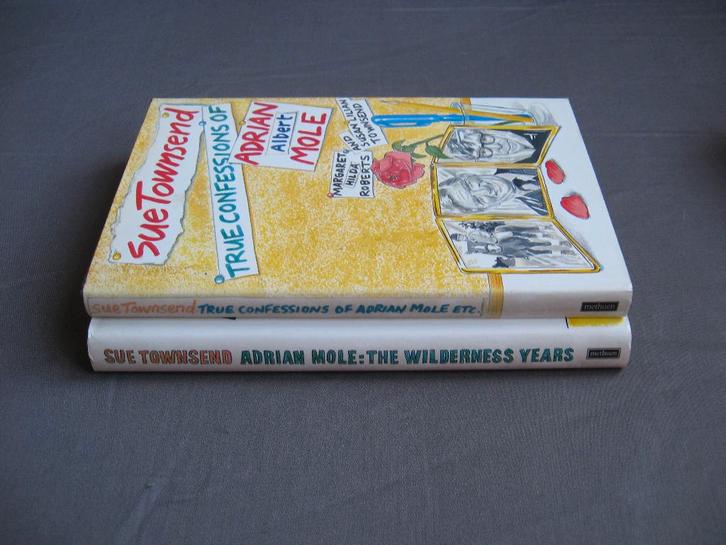 Sue Townsend
TRUE CONFESSIONS OF
ADRIAN
Albert
MOLE
MARGARET
HILDA
ROBERTS
AND
SUSAN LILIAN
TOWNSEND
Sue Townsend TRUE CONFESSIONS OF ADRIAN MOLE ETC. methuen
SUE TOWNSEND ADRIAN MOLE: THE WILDERNESS YEARS methuen